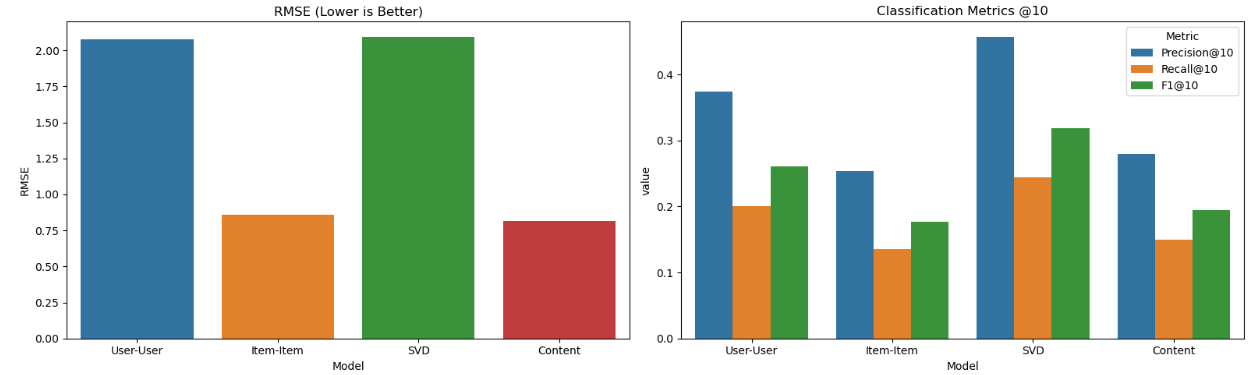 RMSE (Lower is Better)
RMSE
2.00
1.75
1.50
1.25
1.00
0.75
0.50
0.25
0.00
User-User
Item-Item
SVD
Content
Model
Classification Metrics @10
value
0.4
0.3
0.2
0.1
0.0
Metric
Precision@10
Recall@10
F1@10
User-User
Item-Item
SVD
Content
Model